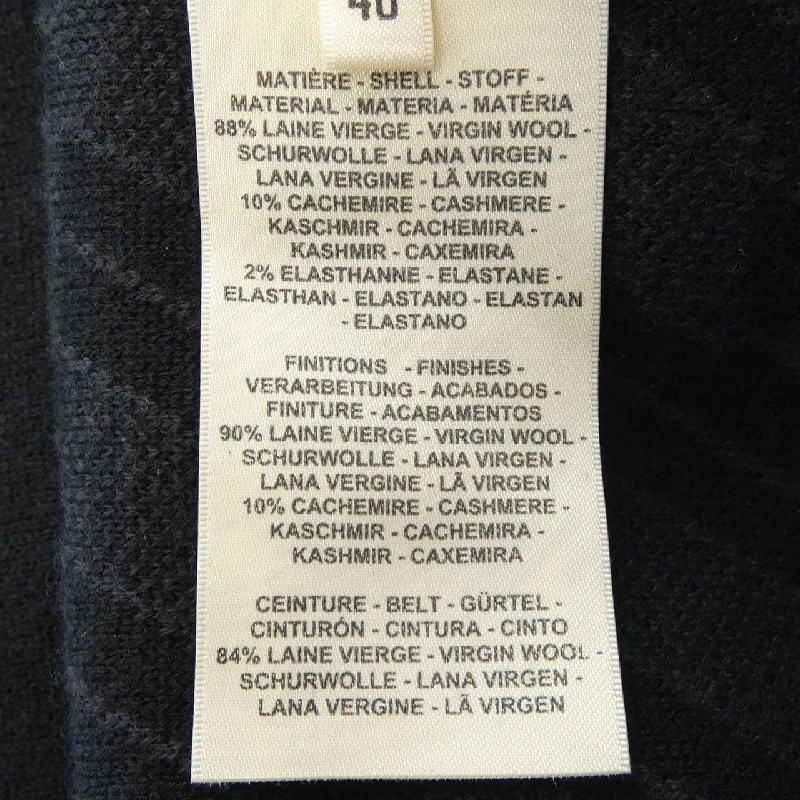 40
MATIÈRE - SHELL - STOFF -
MATERIAL - MATERIA - MATÉRIA
88% LAINE VIERGE - VIRGIN WOOL -
SCHURWOLLE - LANA VIRGEN -
LANA VERGINE - LÃ VIRGEN
10% CACHEMIRE - CASHMERE -
KASCHMIR - CACHEMIRA -
KASHMIR - CAXEMIRA
2% ELASTHANNE - ELASTANE -
ELASTHAN - ELASTANO - ELASTAN
- ELASTANO
FINITIONS - FINISHES -
VERARBEITUNG - ACABADOS -
FINITURE - ACABAMENTOS
90% LAINE VIERGE - VIRGIN WOOL -
SCHURWOLLE - LANA VIRGEN -
LANA VERGINE - LÃ VIRGEN
10% CACHEMIRE - CASHMERE -
KASCHMIR - CACHEMIRA -
KASHMIR - CAXEMIRA
CEINTURE - BELT - GÜRTEL -
CINTURÓN - CINTURA - CINTO
84% LAINE VIERGE - VIRGIN WOOL -
SCHURWOLLE - LANA VIRGEN -
LANA VERGINE - LÃ VIRGEN